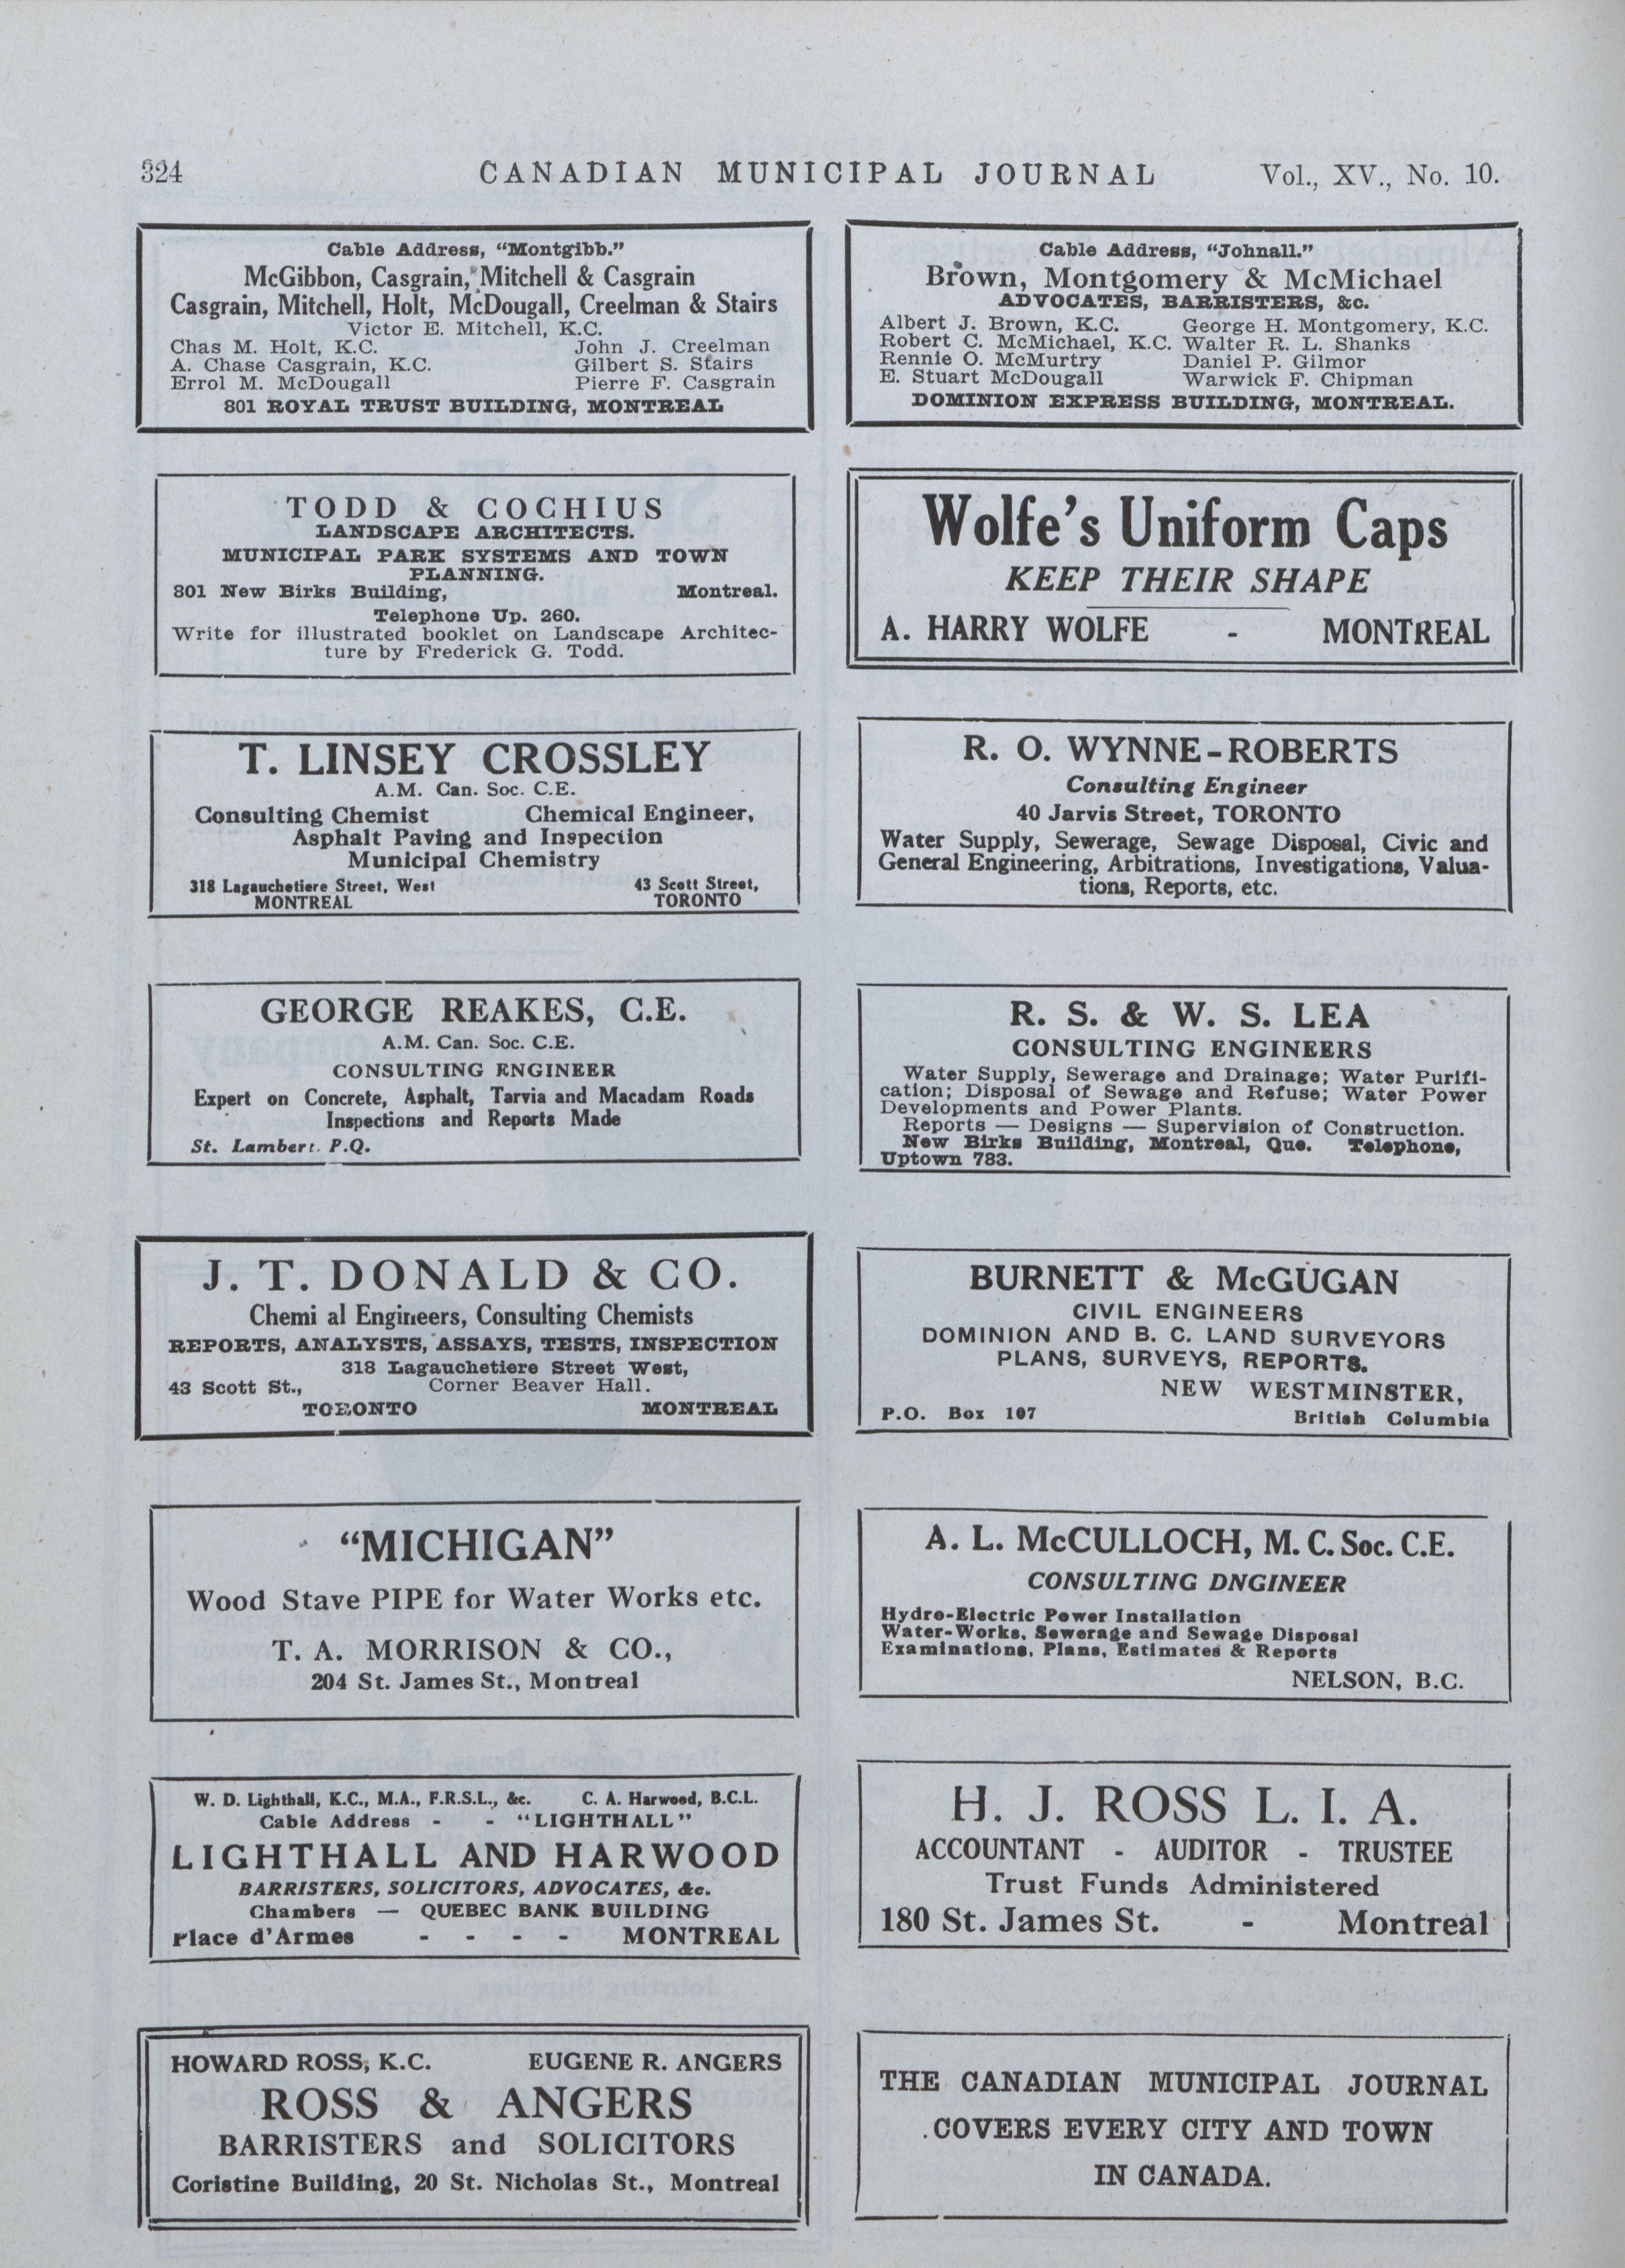 324 CANADIAN MUNICIPAL JOURNAL Vol., XV., No. 10.
Cable Address, "Montgibb."
McGibbon, Casgrain, Mitchell & Casgrain
Casgrain, Mitchell, Holt, McDougall, Creelman & Stairs
Victor E. Mitchell, K.C.
Chas M. Holt, K.C. John J. Creelman
A. Chase Casgrain, K.C. Gilbert S. Stairs
Errol M. McDougall Pierre F. Casgrain
801 ROYAL TRUST BUILDING, MONTREAL
Cable Address, "Johnall."
Brown, Montgomery & McMichael
ADVOCATES, BARRISTERS, &c.
Albert J. Brown, K.C. George H. Montgomery, K.C.
Robert C. McMichael, K.C. Walter R. L. Shanks
Rennie O. McMurtry Daniel P. Gilmor
E. Stuart McDougall Warwick F. Chipman
DOMINION EXPRESS BUILDING, MONTREAL.
TODD & COCHIUS
LANDSCAPE ARCHITECTS.
MUNICIPAL PARK SYSTEMS AND TOWN
PLANNING.
801 New Birks Building, Montreal.
Telephone Up. 260.
Write for illustrated booklet on Landscape Architec-
ture by Frederick G. Todd.
Wolfe's Uniform Caps
KEEP THEIR SHAPE
A. HARRY WOLFE - MONTREAL
T. LINSEY CROSSLEY
A.M. Can. Soc. C.E.
Consulting Chemist Chemical Engineer,
Asphalt Paving and Inspection
Municipal Chemistry
318 Lagauchetiere Street, West 43 Scott Street,
MONTREAL TORONTO
R. O. WYNNE-ROBERTS
Consulting Engineer
40 Jarvis Street, TORONTO
Water Supply, Sewerage, Sewage Disposal, Civic and
General Engineering, Arbitrations, Investigations, Valua-
tions, Reports, etc.
GEORGE REAKES, C.E.
A.M. Can. Soc. C.E.
CONSULTING ENGINEER
Expert on Concrete, Asphalt, Tarvia and Macadam Roads
Inspections and Reports Made
St. Lambert. P.Q.
R. S. & W. S. LEA
CONSULTING ENGINEERS
Water Supply, Sewerage and Drainage; Water Purifi-
cation; Disposal of Sewage and Refuse; Water Power
Developments and Power Plants.
Reports — Designs — Supervision of Construction.
New Birks Building, Montreal, Que. Telephone,
Uptown 783.
J. T. DONALD & CO.
Chemi al Engineers, Consulting Chemists
REPORTS, ANALYSTS, ASSAYS, TESTS, INSPECTION
318 Lagauchetiere Street West,
43 Scott St., Corner Beaver Hall.
TORONTO MONTREAL
BURNETT & McGUGAN
CIVIL ENGINEERS
DOMINION AND B. C. LAND SURVEYORS
PLANS, SURVEYS, REPORTS.
NEW WESTMINSTER,
P.O. Box 107 British Columbia
"MICHIGAN"
Wood Stave PIPE for Water Works etc.
T. A. MORRISON & CO.,
204 St. James St., Montreal
A. L. McCULLOCH, M. C. Soc. C.E.
CONSULTING DNGINEER
Hydro-Electric Power Installation
Water-Works, Sewerage and Sewage Disposal
Examinations, Plans, Estimates & Reports
NELSON, B.C.
W. D. Lighthall, K.C., M.A., F.R.S.L., &c. C. A. Harwood, B.C.L.
Cable Address - - "LIGHTHALL"
LIGHTHALL AND HARWOOD
BARRISTERS, SOLICITORS, ADVOCATES, &c.
Chambers — QUEBEC BANK BUILDING
Place d'Armes - - - - MONTREAL
H. J. ROSS L. I. A.
ACCOUNTANT - AUDITOR - TRUSTEE
Trust Funds Administered
180 St. James St. - Montreal
HOWARD ROSS, K.C. EUGENE R. ANGERS
ROSS & ANGERS
BARRISTERS and SOLICITORS
Coristine Building, 20 St. Nicholas St., Montreal
THE CANADIAN MUNICIPAL JOURNAL
COVERS EVERY CITY AND TOWN
IN CANADA.